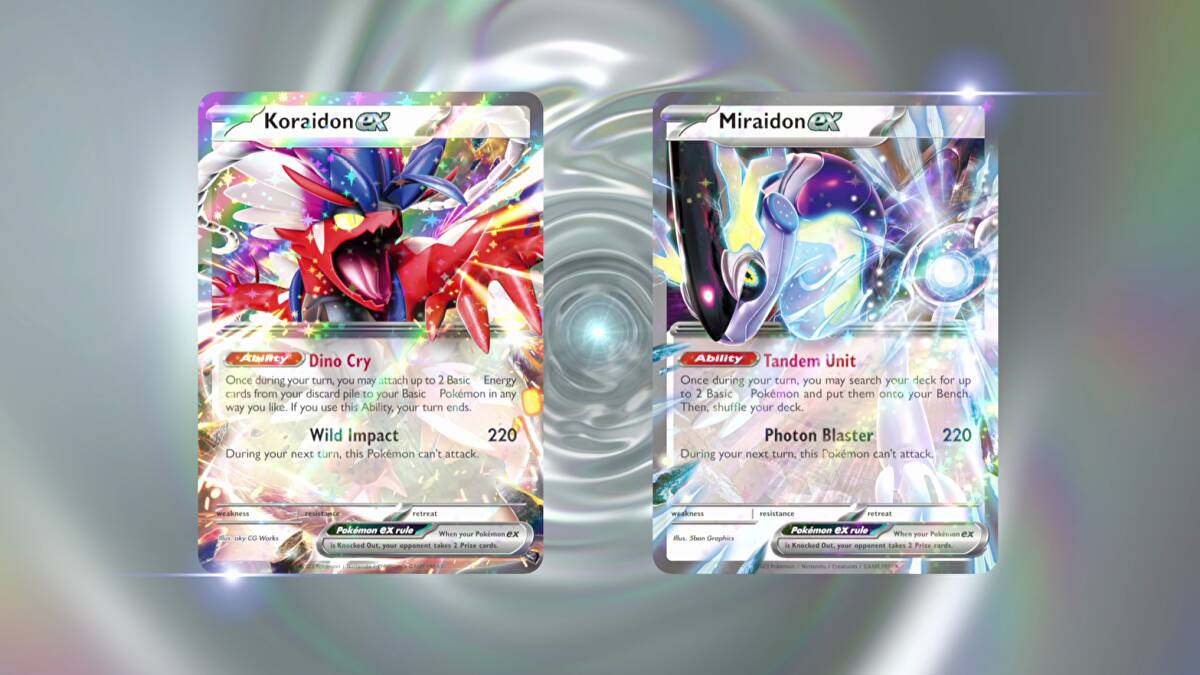 Koraidon ex
Ability Dino Cry
Once during your turn, you may attach up to 2 Basic Energy
cards from your discard pile to your Basic Pokémon in any
way you like. If you use this Ability, your turn ends.
Wild Impact 220
During your next turn, this Pokémon can't attack.
weakness resistance retreat
Illus. aky CG Works
Pokémon ex rule When your Pokémon ex
is Knocked Out, your opponent takes 2 Prize cards.
Miraidon ex
Ability Tandem Unit
Once during your turn, you may search your deck for up
to 2 Basic Pokémon and put them onto your Bench.
Then, shuffle your deck.
Photon Blaster 220
During your next turn, this Pokémon can't attack.
weakness resistance retreat
Illus. 5ban Graphics
Pokémon ex rule When your Pokémon ex
is Knocked Out, your opponent takes 2 Prize cards.